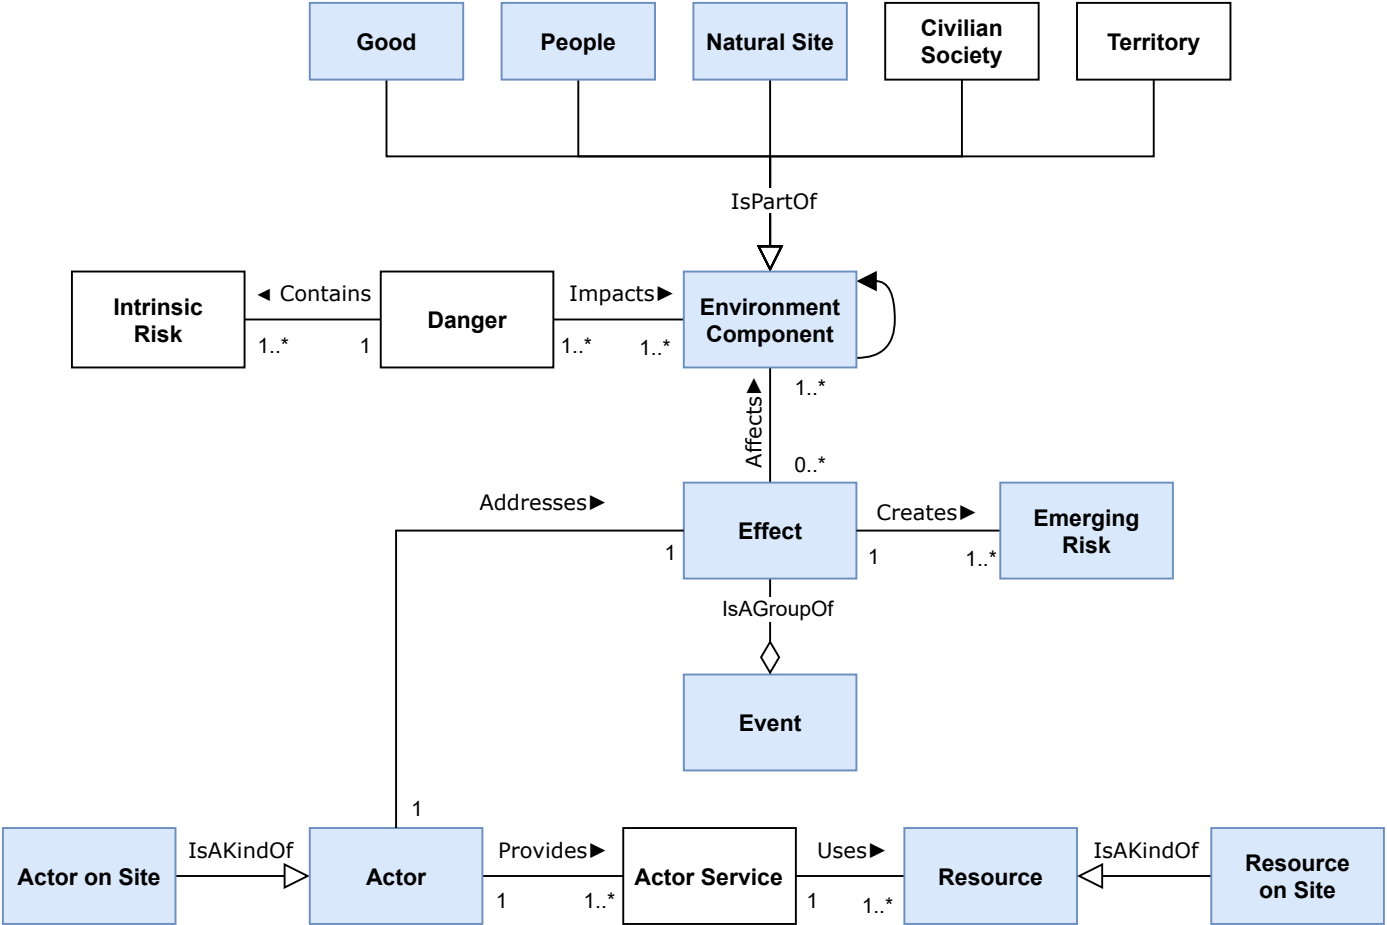 Good
People
Natural Site
Civilian
Society
Territory
IsPartOf
Intrinsic
Risk
◄ Contains
1..*
1
Danger
Impacts►
1..*
1..*
Environment
Component
1..*
Affects►
0..*
Addresses►
1
Effect
Creates►
1
1..*
Emerging
Risk
IsAGroupOf
Event
1
Actor on Site
IsAKindOf
Actor
Provides►
1
1..*
Actor Service
Uses►
1
1..*
Resource
IsAKindOf
Resource
on Site